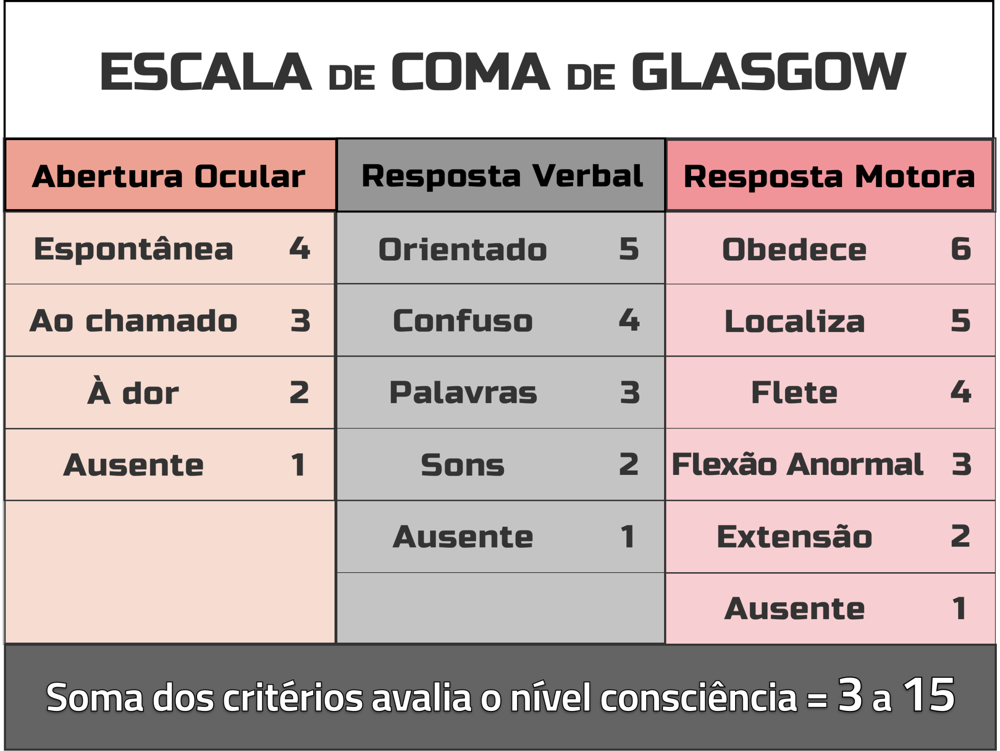 ESCALA DE COMA DE GLASGOW
Abertura Ocular Resposta Verbal Resposta Motora
Espontânea 4 Orientado 5 Obedece 6
Ao chamado 3 Confuso 4 Localiza 5
À dor 2 Palavras 3 Flete 4
Ausente 1 Sons 2 Flexão Anormal 3
Ausente 1 Extensão 2
Ausente 1
Soma dos critérios avalia o nível consciência = 3 a 15